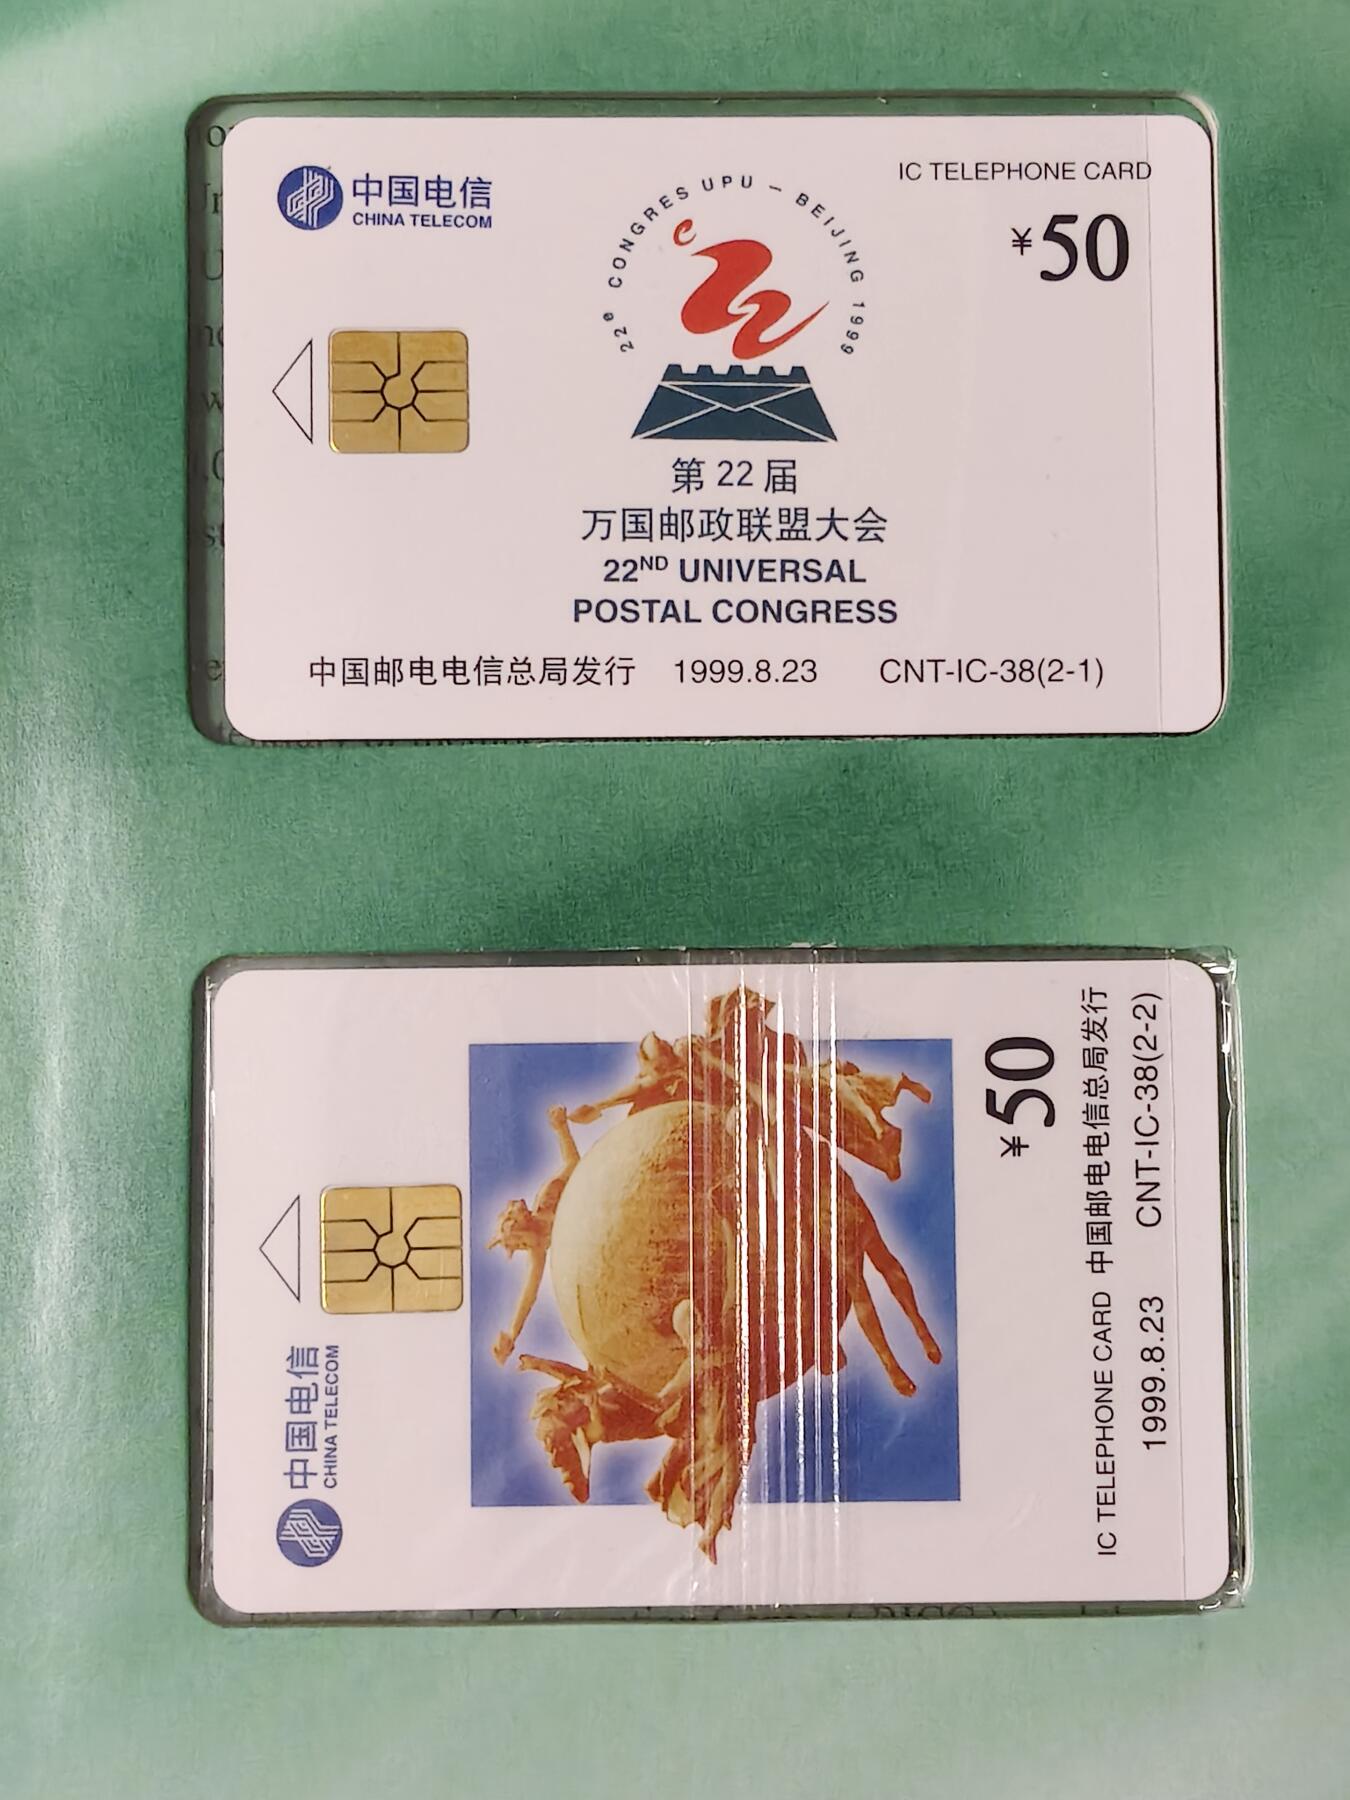 中国电信
CHINA TELECOM
IC TELEPHONE CARD
¥50
22e CONGRES UPU – BEIJING 1999
第 22 届
万国邮政联盟大会
22ND UNIVERSAL
POSTAL CONGRESS
中国邮电电信总局发行 1999.8.23 CNT-IC-38(2-1)
中国电信
CHINA TELECOM
¥50
IC TELEPHONE CARD 中国邮电电信总局发行
1999.8.23 CNT-IC-38(2-2)